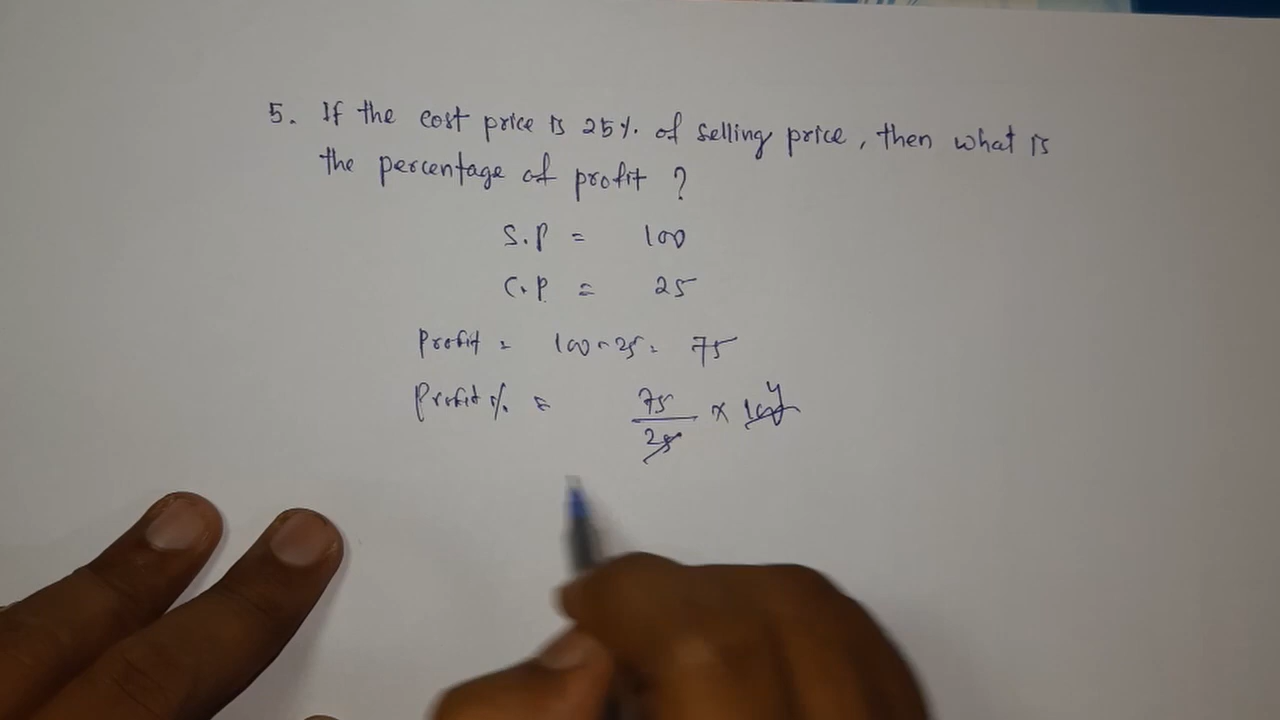 5. If the cost price is 25% of selling price, then what is
the percentage of profit ?
S.P = 100
C.P = 25
Profit = 100 - 25 = 75
Profit % = 75/25 x 100 4